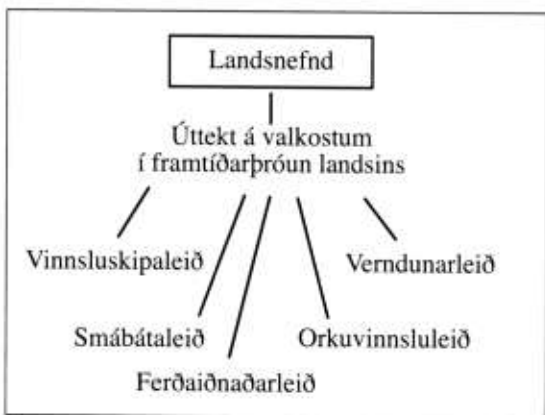 Landsnefnd
Úttekt á valkostum
í framtíðarþróun landsins
Vinnsluskipaleið
Verndunarleið
Smábátaleið
Orkuvinnsluleið
Ferðaiðnaðarleið